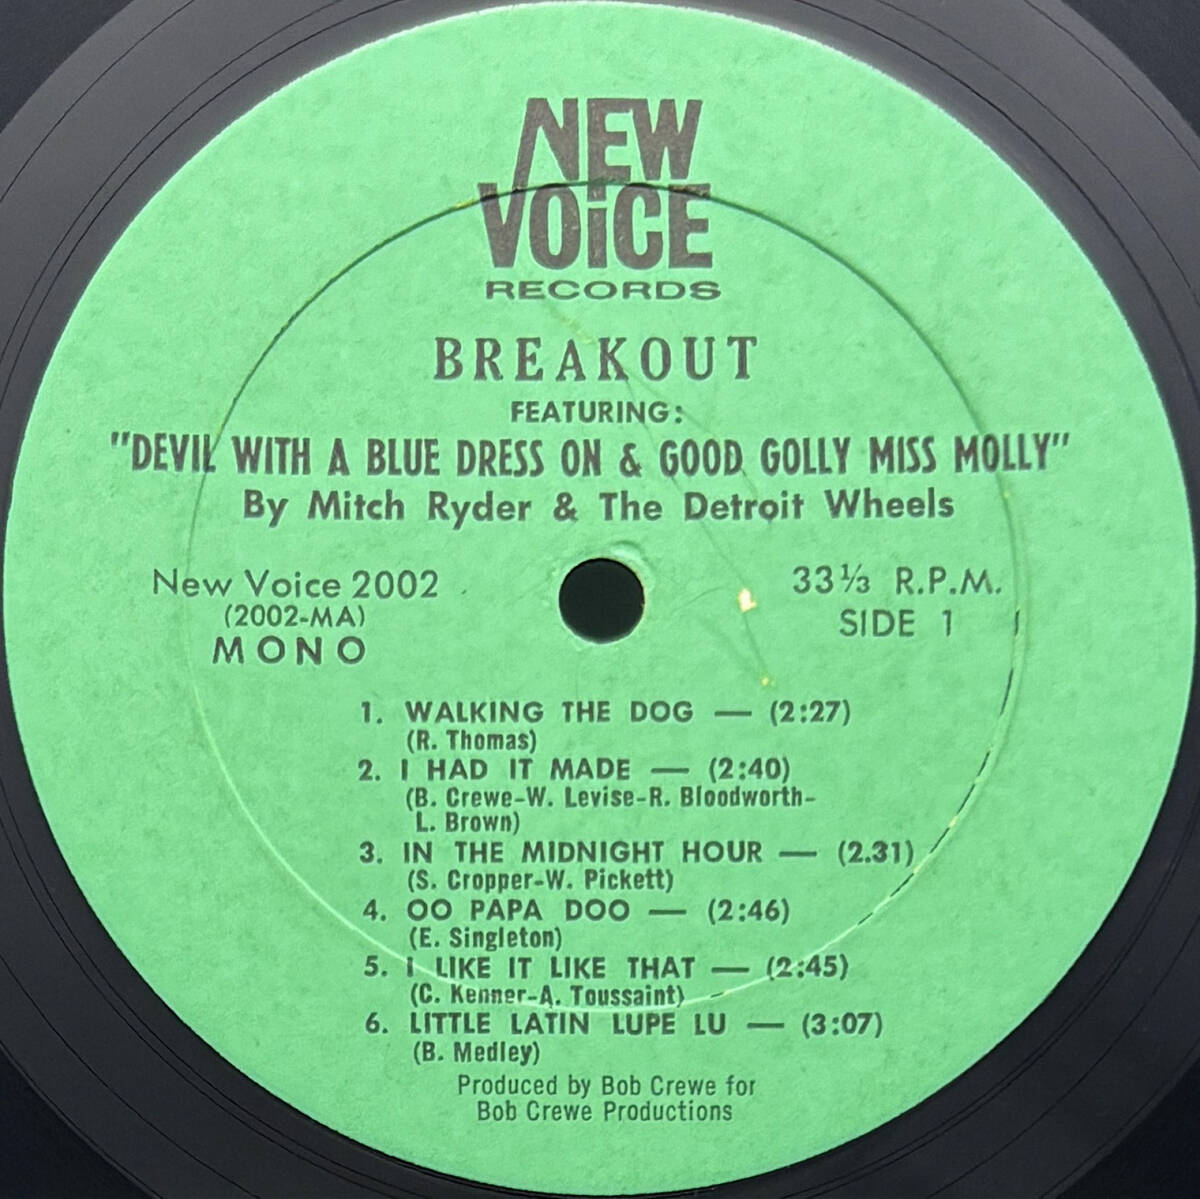 NEW
VOiCE
RECORDS
BREAKOUT
FEATURING:
"DEVIL WITH A BLUE DRESS ON & GOOD GOLLY MISS MOLLY"
By Mitch Ryder & The Detroit Wheels
New Voice 2002
(2002-MA)
MONO
33⅓ R.P.M.
SIDE 1
1. WALKING THE DOG — (2:27)
(R. Thomas)
2. I HAD IT MADE — (2:40)
(B. Crewe-W. Levise-R. Bloodworth-
L. Brown)
3. IN THE MIDNIGHT HOUR — (2.31)
(S. Cropper-W. Pickett)
4. OO PAPA DOO — (2:46)
(E. Singleton)
5. I LIKE IT LIKE THAT — (2:45)
(C. Kenner-A. Toussaint)
6. LITTLE LATIN LUPE LU — (3:07)
(B. Medley)
Produced by Bob Crewe for
Bob Crewe Productions